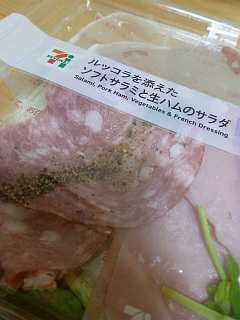 ルッコラを添えた
ソフトサラミと生ハムのサラダ
Salami, Pork Ham, Vegetables & French Dressing